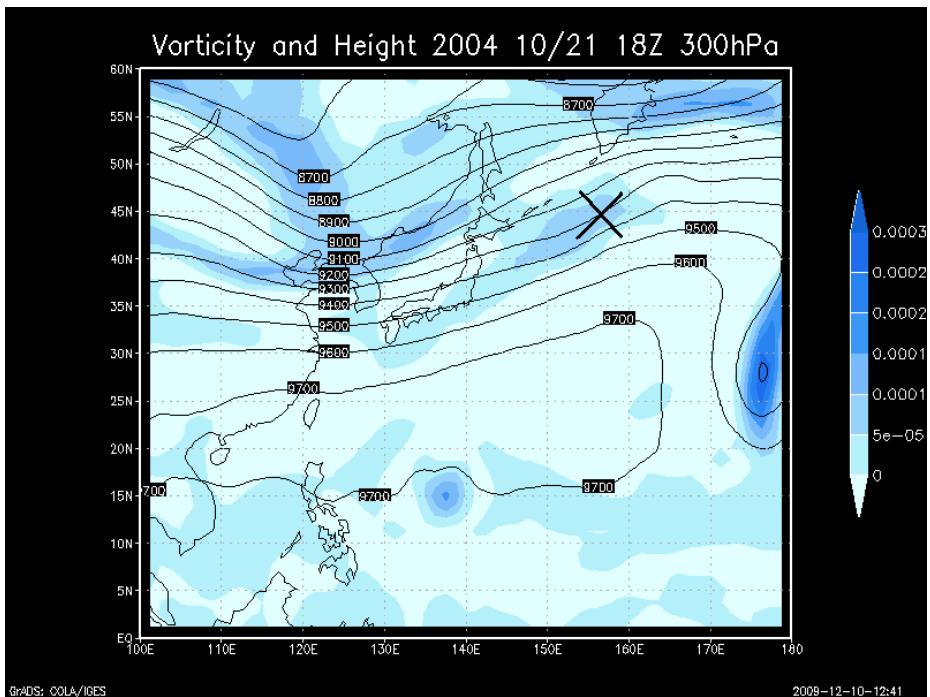 Vorticity and Height 2004 10/21 18Z 300hPa
60N
55N
50N
45N
40N
35N
30N
25N
20N
15N
10N
5N
EQ
100E 110E 120E 130E 140E 150E 160E 170E 180
8700
8700
8800
8900
9000
9100
9200
9300
9400
9500
9600
9700
9500
9600
9700
700
9700
9700
0.0003
0.0002
0.0002
0.0001
0.0001
5e-05
0
GrADS: COLA/IGES
2009-12-10-12:41